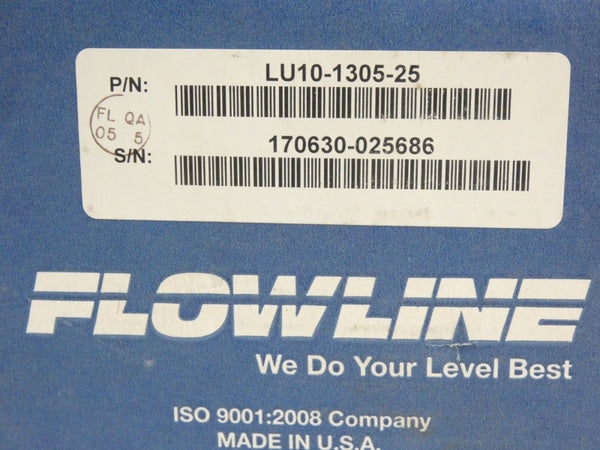 P/N: LU10-1305-25
FL QA
05 5
S/N: 170630-025686
FLOWLINE
We Do Your Level Best
ISO 9001:2008 Company
MADE IN U.S.A.